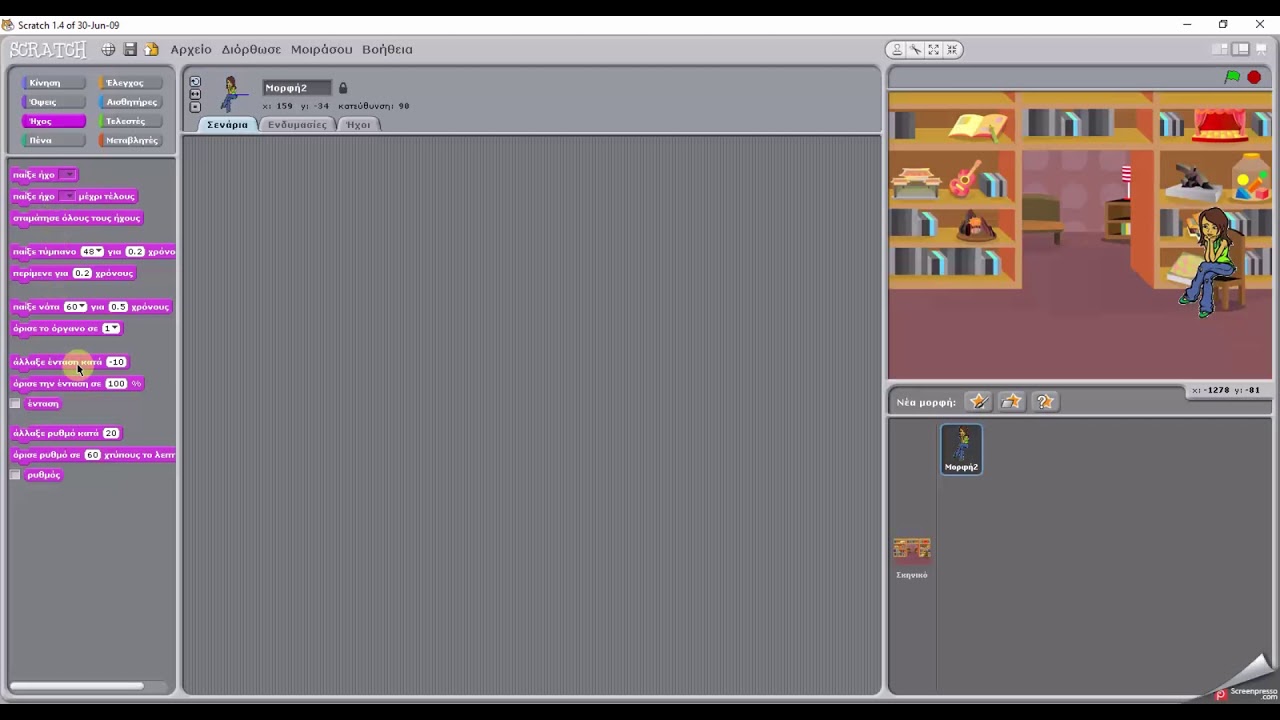 Scratch 1.4 of 30-Jun-09
SCRATCH Αρχείο Διόρθωσε Μοιράσου Βοήθεια
Κίνηση Έλεγχος
Όψεις Αισθητήρες
Ήχος Τελεστές
Πένα Μεταβλητές
Μορφή2
x: 159 y: -34 κατεύθυνση: 90
Σενάρια Ενδυμασίες Ήχοι
παίξε ήχο
παίξε ήχο μέχρι τέλους
σταμάτησε όλους τους ήχους
παίξε τύμπανο 48 για 0.2 χρόνο
περίμενε για 0.2 χρόνους
παίξε νότα 60 για 0.5 χρόνους
όρισε το όργανο σε 1
άλλαξε ένταση κατά -10
όρισε την ένταση σε 100 %
ένταση
άλλαξε ρυθμό κατά 20
όρισε ρυθμό σε 60 χτύπους το λεπτ
ρυθμός
x: -1278 y: -81
Νέα μορφή:
Μορφή2
Σκηνικό
Screenpresso
.com